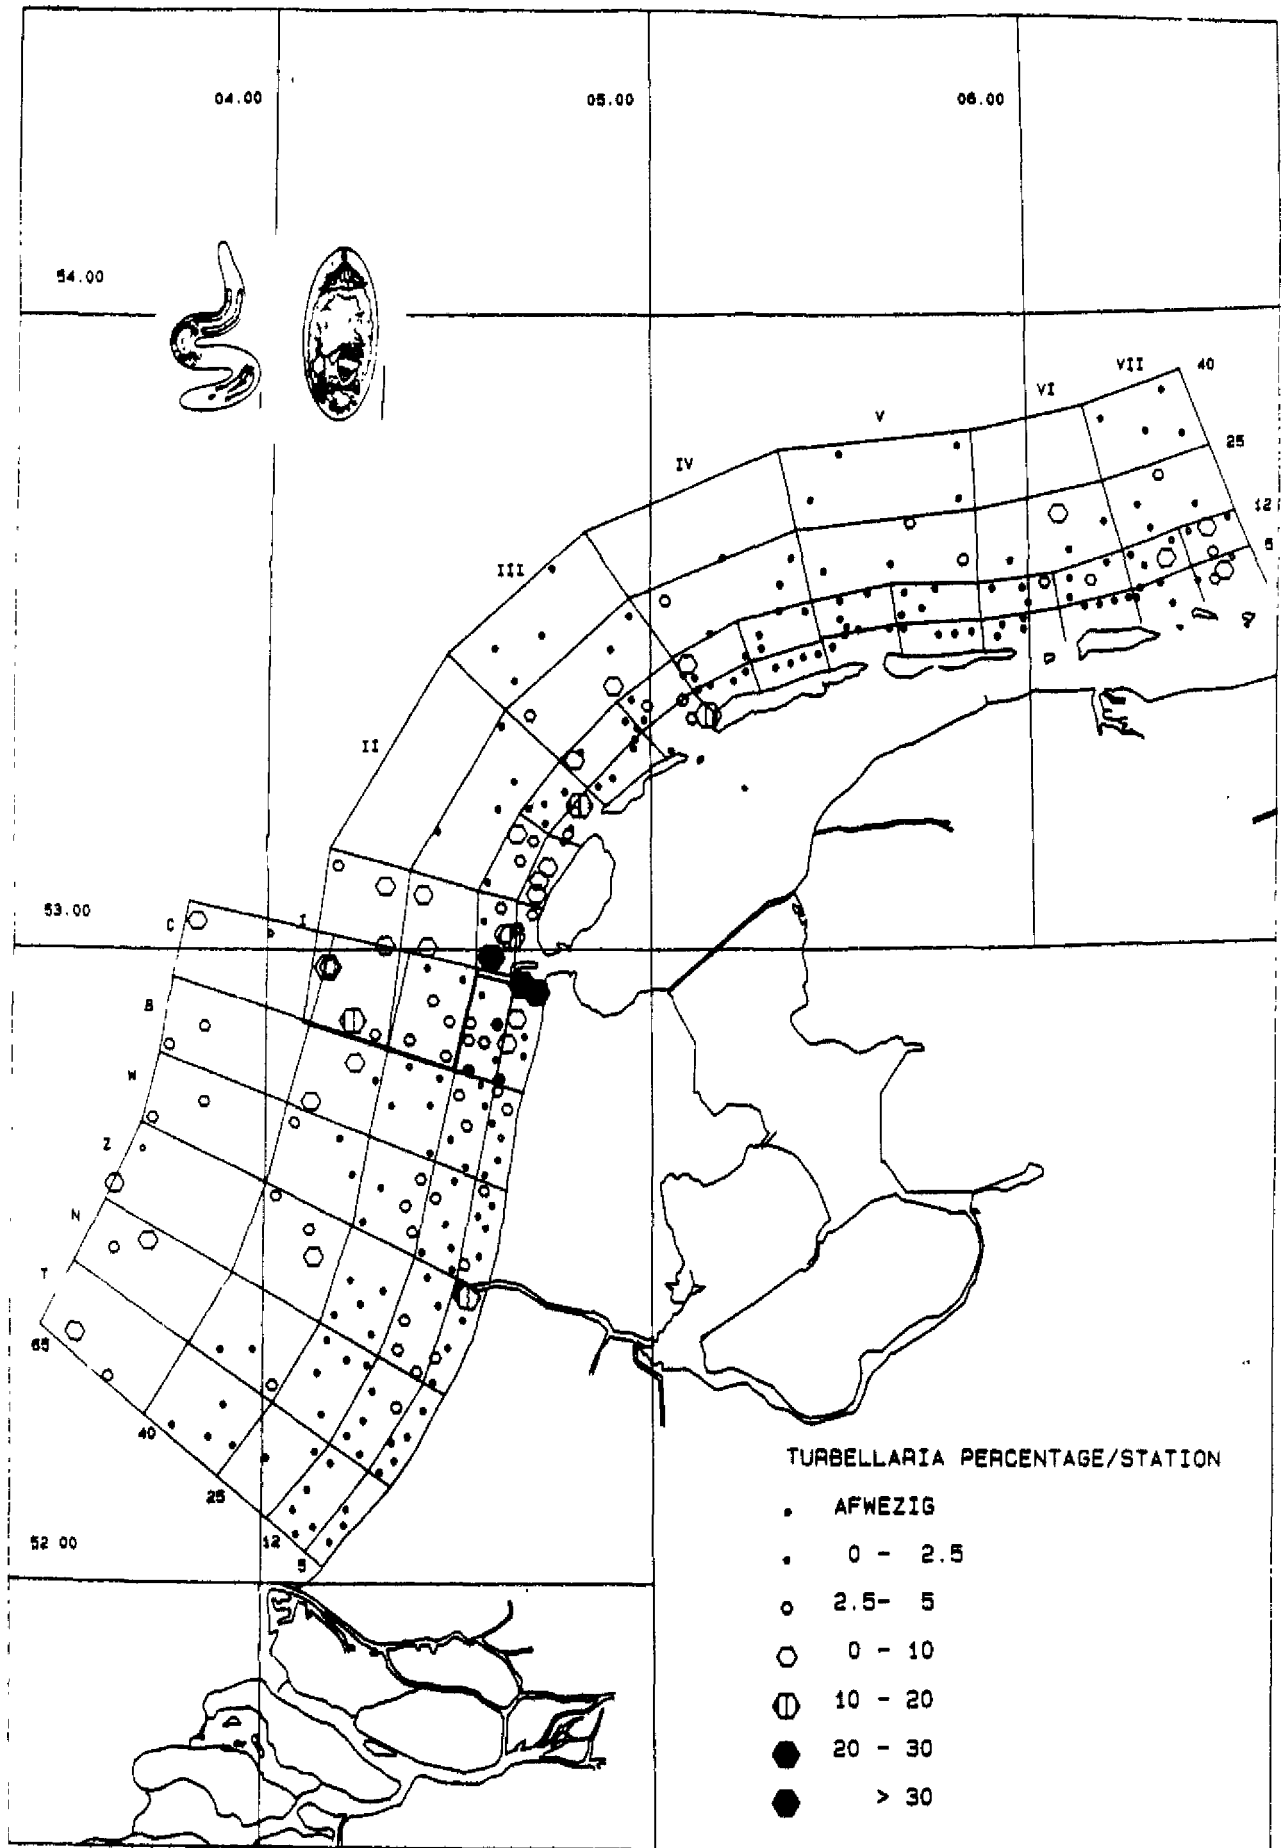 04.00
05.00
06.00
54.00
VII
40
VI
V
25
IV
12
5
III
II
53.00
C
I
B
W
Z
N
T
65
40
25
52 00
12
5
TURBELLARIA PERCENTAGE/STATION
AFWEZIG
0 - 2.5
2.5- 5
0 - 10
10 - 20
20 - 30
> 30